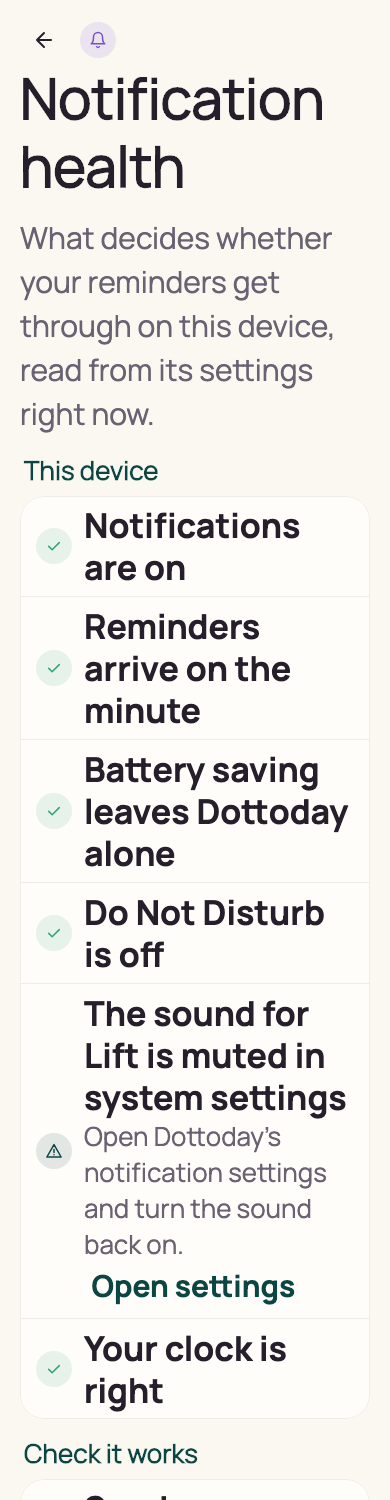 Notification
health
What decides whether
your reminders get
through on this device,
read from its settings
right now.
This device
Notifications
are on
Reminders
arrive on the
minute
Battery saving
leaves Dottoday
alone
Do Not Disturb
is off
The sound for
Lift is muted in
system settings
Open Dottoday's
notification settings
and turn the sound
back on.
Open settings
Your clock is
right
Check it works